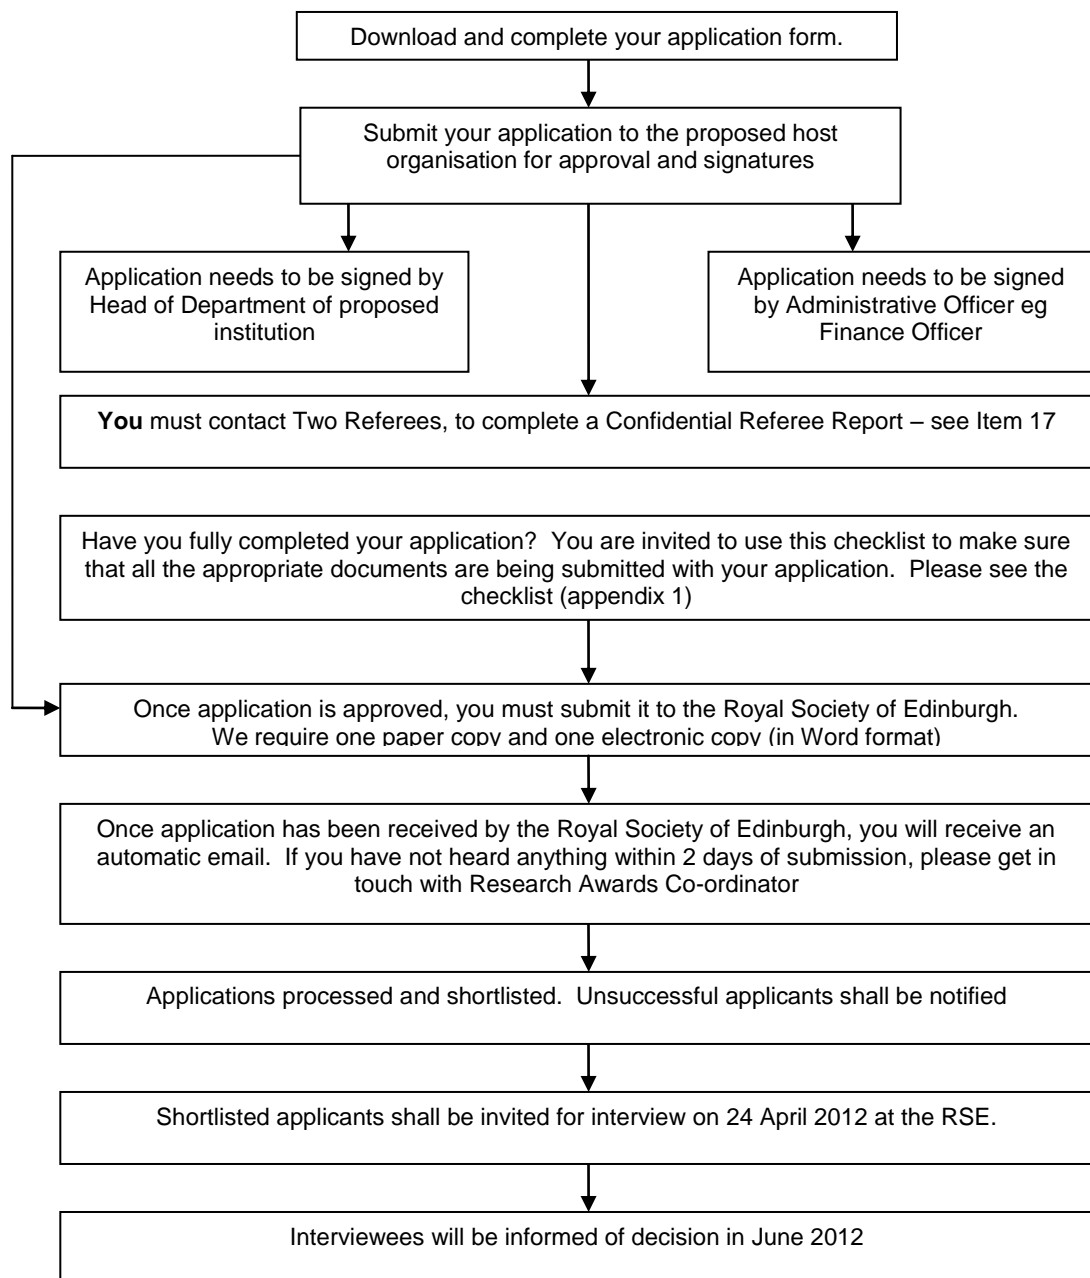 Download and complete your application form.
Submit your application to the proposed host
organisation for approval and signatures
Application needs to be signed by
Head of Department of proposed
institution
Application needs to be signed
by Administrative Officer eg
Finance Officer
You must contact Two Referees, to complete a Confidential Referee Report – see Item 17
Have you fully completed your application?  You are invited to use this checklist to make sure
that all the appropriate documents are being submitted with your application.  Please see the
checklist (appendix 1)
Once application is approved, you must submit it to the Royal Society of Edinburgh.
We require one paper copy and one electronic copy (in Word format)
Once application has been received by the Royal Society of Edinburgh, you will receive an
automatic email.  If you have not heard anything within 2 days of submission, please get in
touch with Research Awards Co-ordinator
Applications processed and shortlisted.  Unsuccessful applicants shall be notified
Shortlisted applicants shall be invited for interview on 24 April 2012 at the RSE.
Interviewees will be informed of decision in June 2012